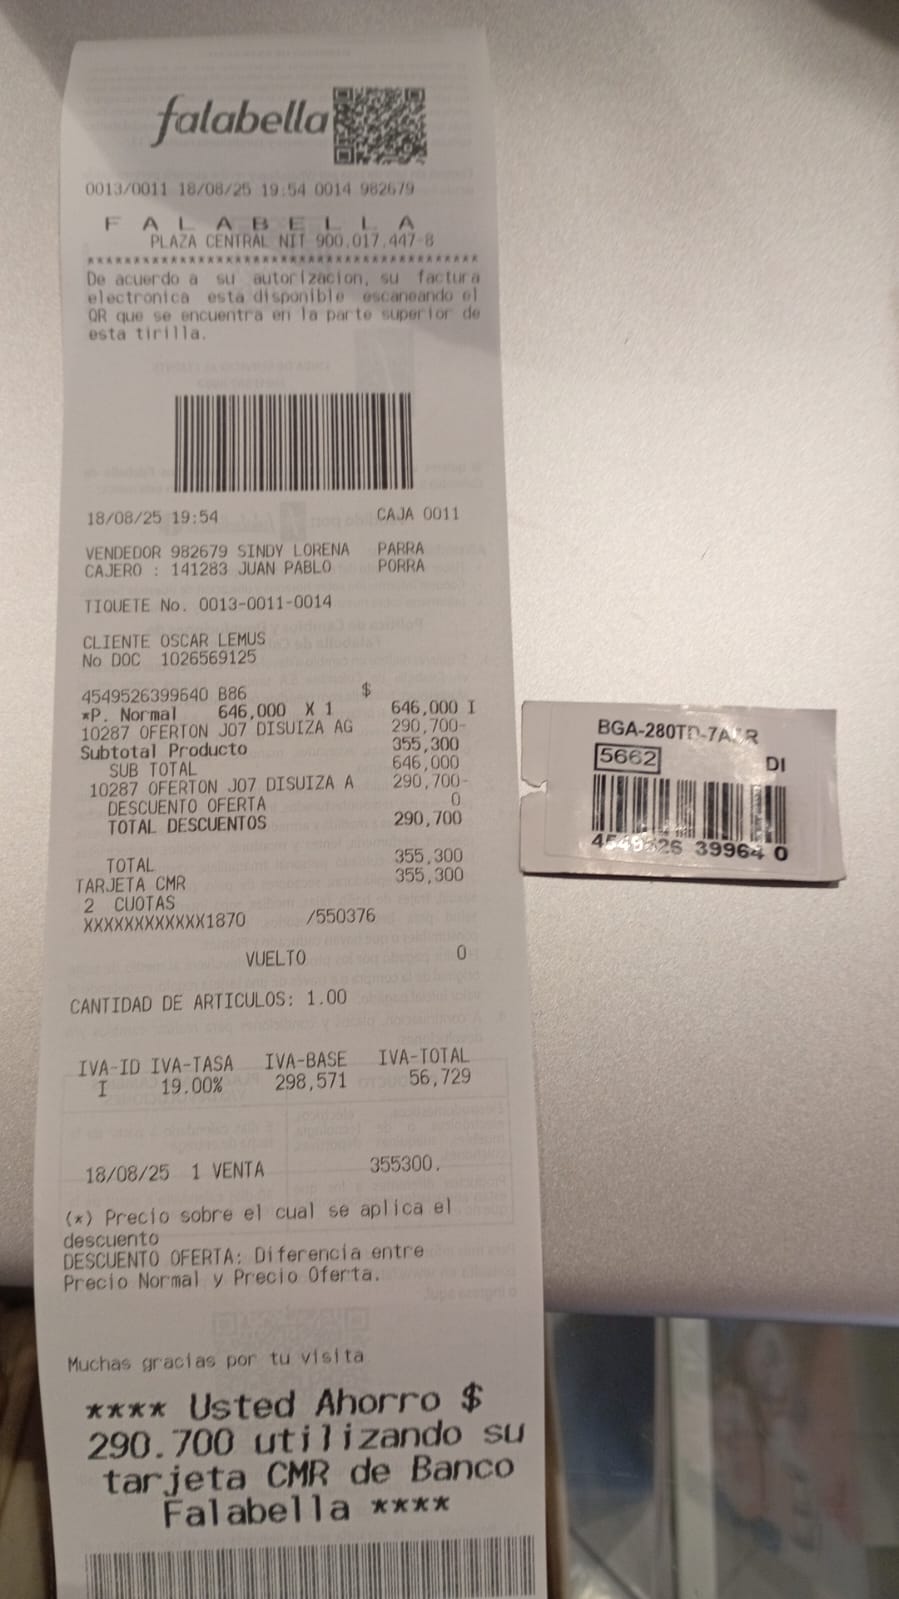 falabella
0013/0011 18/08/25 19:54 0014 982679
F A L A B E L L A
PLAZA CENTRAL NIT 900.017.447-8
******************************************
De acuerdo a su autorizacion, su factura
electronica esta disponible escaneando el
QR que se encuentra en la parte superior de
esta tirilla.
18/08/25 19:54 CAJA 0011
VENDEDOR 982679 SINDY LORENA PARRA
CAJERO : 141283 JUAN PABLO PORRA
TIQUETE No. 0013-0011-0014
CLIENTE OSCAR LEMUS
No DOC 1026569125
4549526399640 B86 $
*P. Normal 646,000 X 1 646,000 I
10287 OFERTON J07 DISUIZA AG 290,700-
Subtotal Producto 355,300
SUB TOTAL 646,000
10287 OFERTON J07 DISUIZA A 290,700-
DESCUENTO OFERTA 0
TOTAL DESCUENTOS 290,700
TOTAL 355,300
TARJETA CMR 355,300
2 CUOTAS
XXXXXXXXXXXX1870 /550376
VUELTO 0
CANTIDAD DE ARTICULOS: 1.00
IVA-ID IVA-TASA IVA-BASE IVA-TOTAL
I 19.00% 298,571 56,729
18/08/25 1 VENTA 355300.
(*) Precio sobre el cual se aplica el
descuento
DESCUENTO OFERTA: Diferencia entre
Precio Normal y Precio Oferta.
Muchas gracias por tu visita
**** Usted Ahorro $
290.700 utilizando su
tarjeta CMR de Banco
Falabella ****
5662 DI
4549526 39964 0